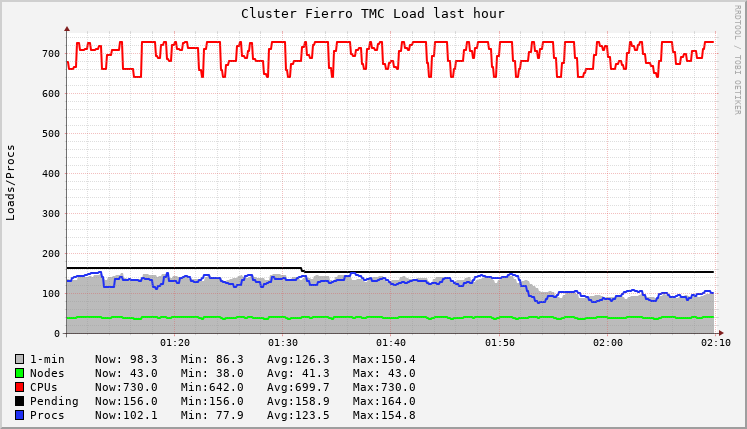 Cluster Fierro TMC Load last hour
RRDTOOL / TOBI OETIKER
Loads/Procs
700
600
500
400
300
200
100
0
01:20 01:30 01:40 01:50 02:00 02:10
1-min Now: 98.3 Min: 86.3 Avg:126.3 Max:150.4
Nodes Now: 43.0 Min: 38.0 Avg: 41.3 Max: 43.0
CPUs Now:730.0 Min:642.0 Avg:699.7 Max:730.0
Pending Now:156.0 Min:156.0 Avg:158.9 Max:164.0
Procs Now:102.1 Min: 77.9 Avg:123.5 Max:154.8